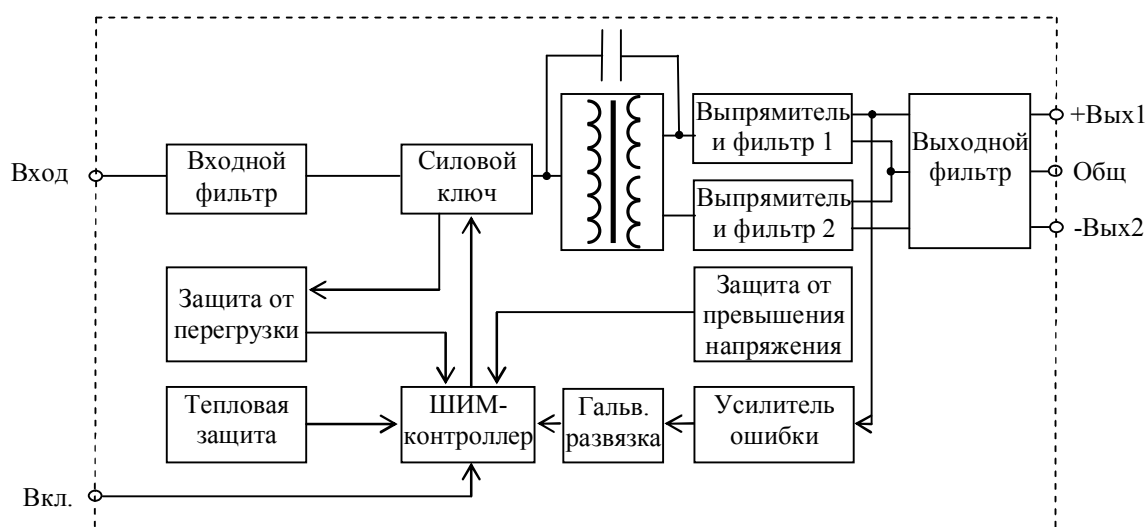 Выпрямитель
и фильтр 1
+Вых1
Вход
Входной
фильтр
Силовой
ключ
Выходной
фильтр
Общ
Выпрямитель
и фильтр 2
-Вых2
Защита от
перегрузки
Защита от
превышения
напряжения
Тепловая
защита
ШИМ-
контроллер
Гальв.
развязка
Усилитель
ошибки
Вкл.